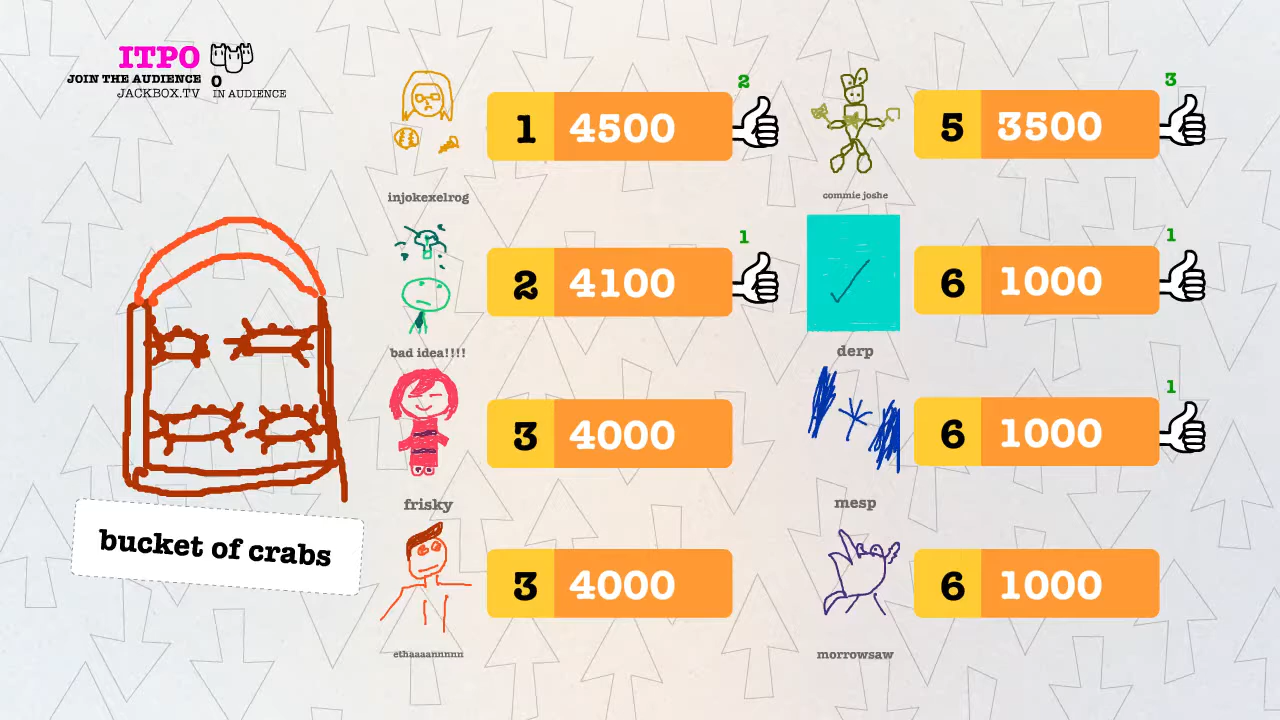 ITPO
JOIN THE AUDIENCE
JACKBOX.TV
0
IN AUDIENCE
bucket of crabs
1 4500
2
injokexelrog
2 4100
1
bad idea!!!!
3 4000
frisky
3 4000
ethaaaannnnn
5 3500
3
commie joshe
6 1000
1
derp
6 1000
1
mesp
6 1000
morrowsaw